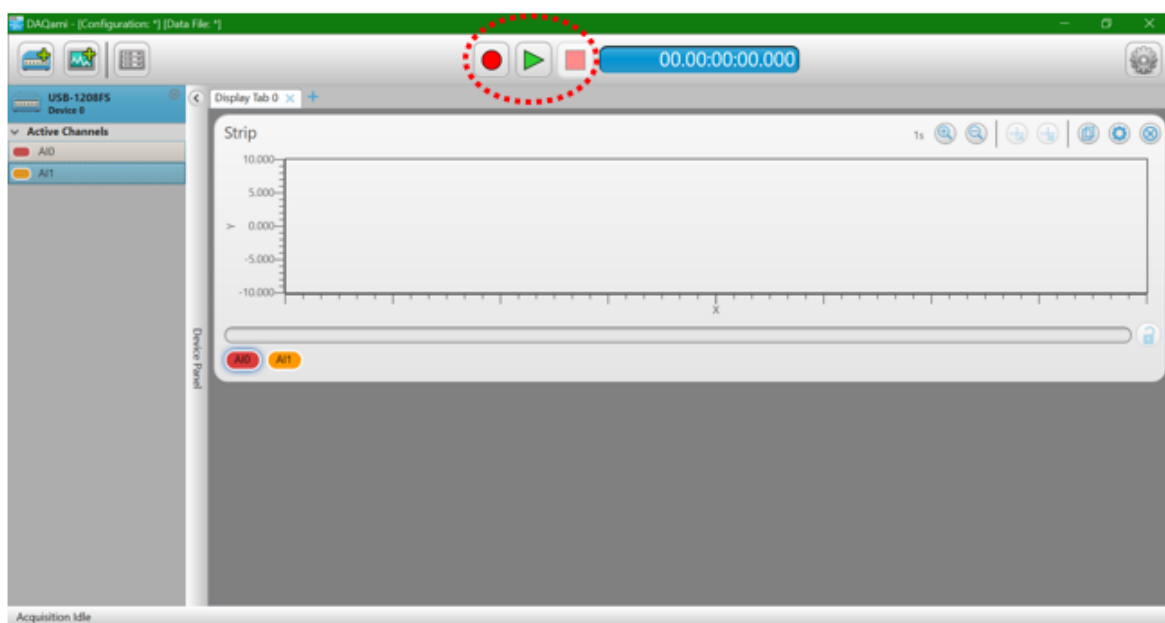 DAQami - [Configuration: *] [Data File: *]
00.00:00:00.000
USB-1208FS
Device 0
Active Channels
AI0
AI1
Display Tab 0
Strip
1s
10.000
5.000
0.000
-5.000
-10.000
Y
X
Device Panel
AI0 AI1
Acquisition Idle